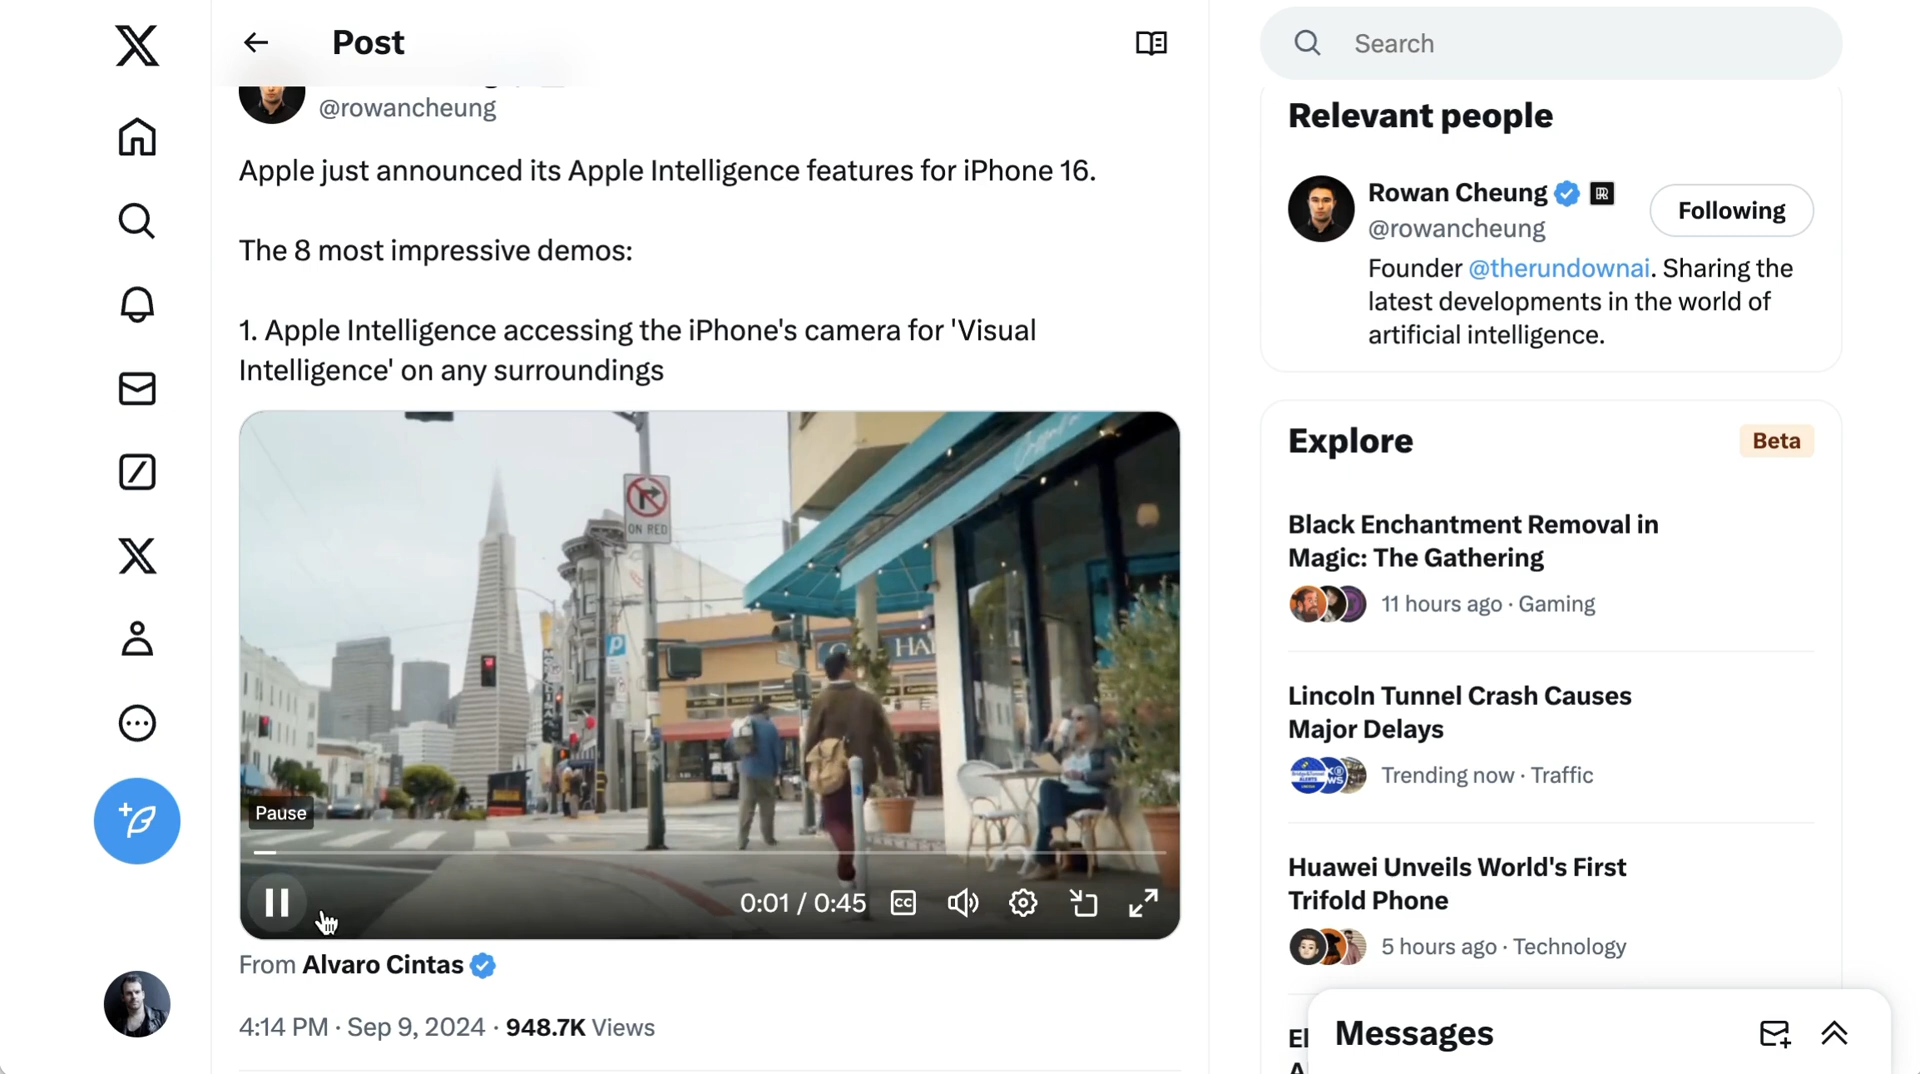 Post
Search
@rowancheung
Apple just announced its Apple Intelligence features for iPhone 16.
The 8 most impressive demos:
1. Apple Intelligence accessing the iPhone's camera for 'Visual
Intelligence' on any surroundings
ON RED
P
HA
Pause
0:01 / 0:45
CC
From Alvaro Cintas
4:14 PM · Sep 9, 2024 · 948.7K Views
Relevant people
Rowan Cheung
@rowancheung
Following
Founder @therundownai. Sharing the
latest developments in the world of
artificial intelligence.
Explore
Beta
Black Enchantment Removal in
Magic: The Gathering
11 hours ago · Gaming
Lincoln Tunnel Crash Causes
Major Delays
Trending now · Traffic
Huawei Unveils World's First
Trifold Phone
5 hours ago · Technology
Messages